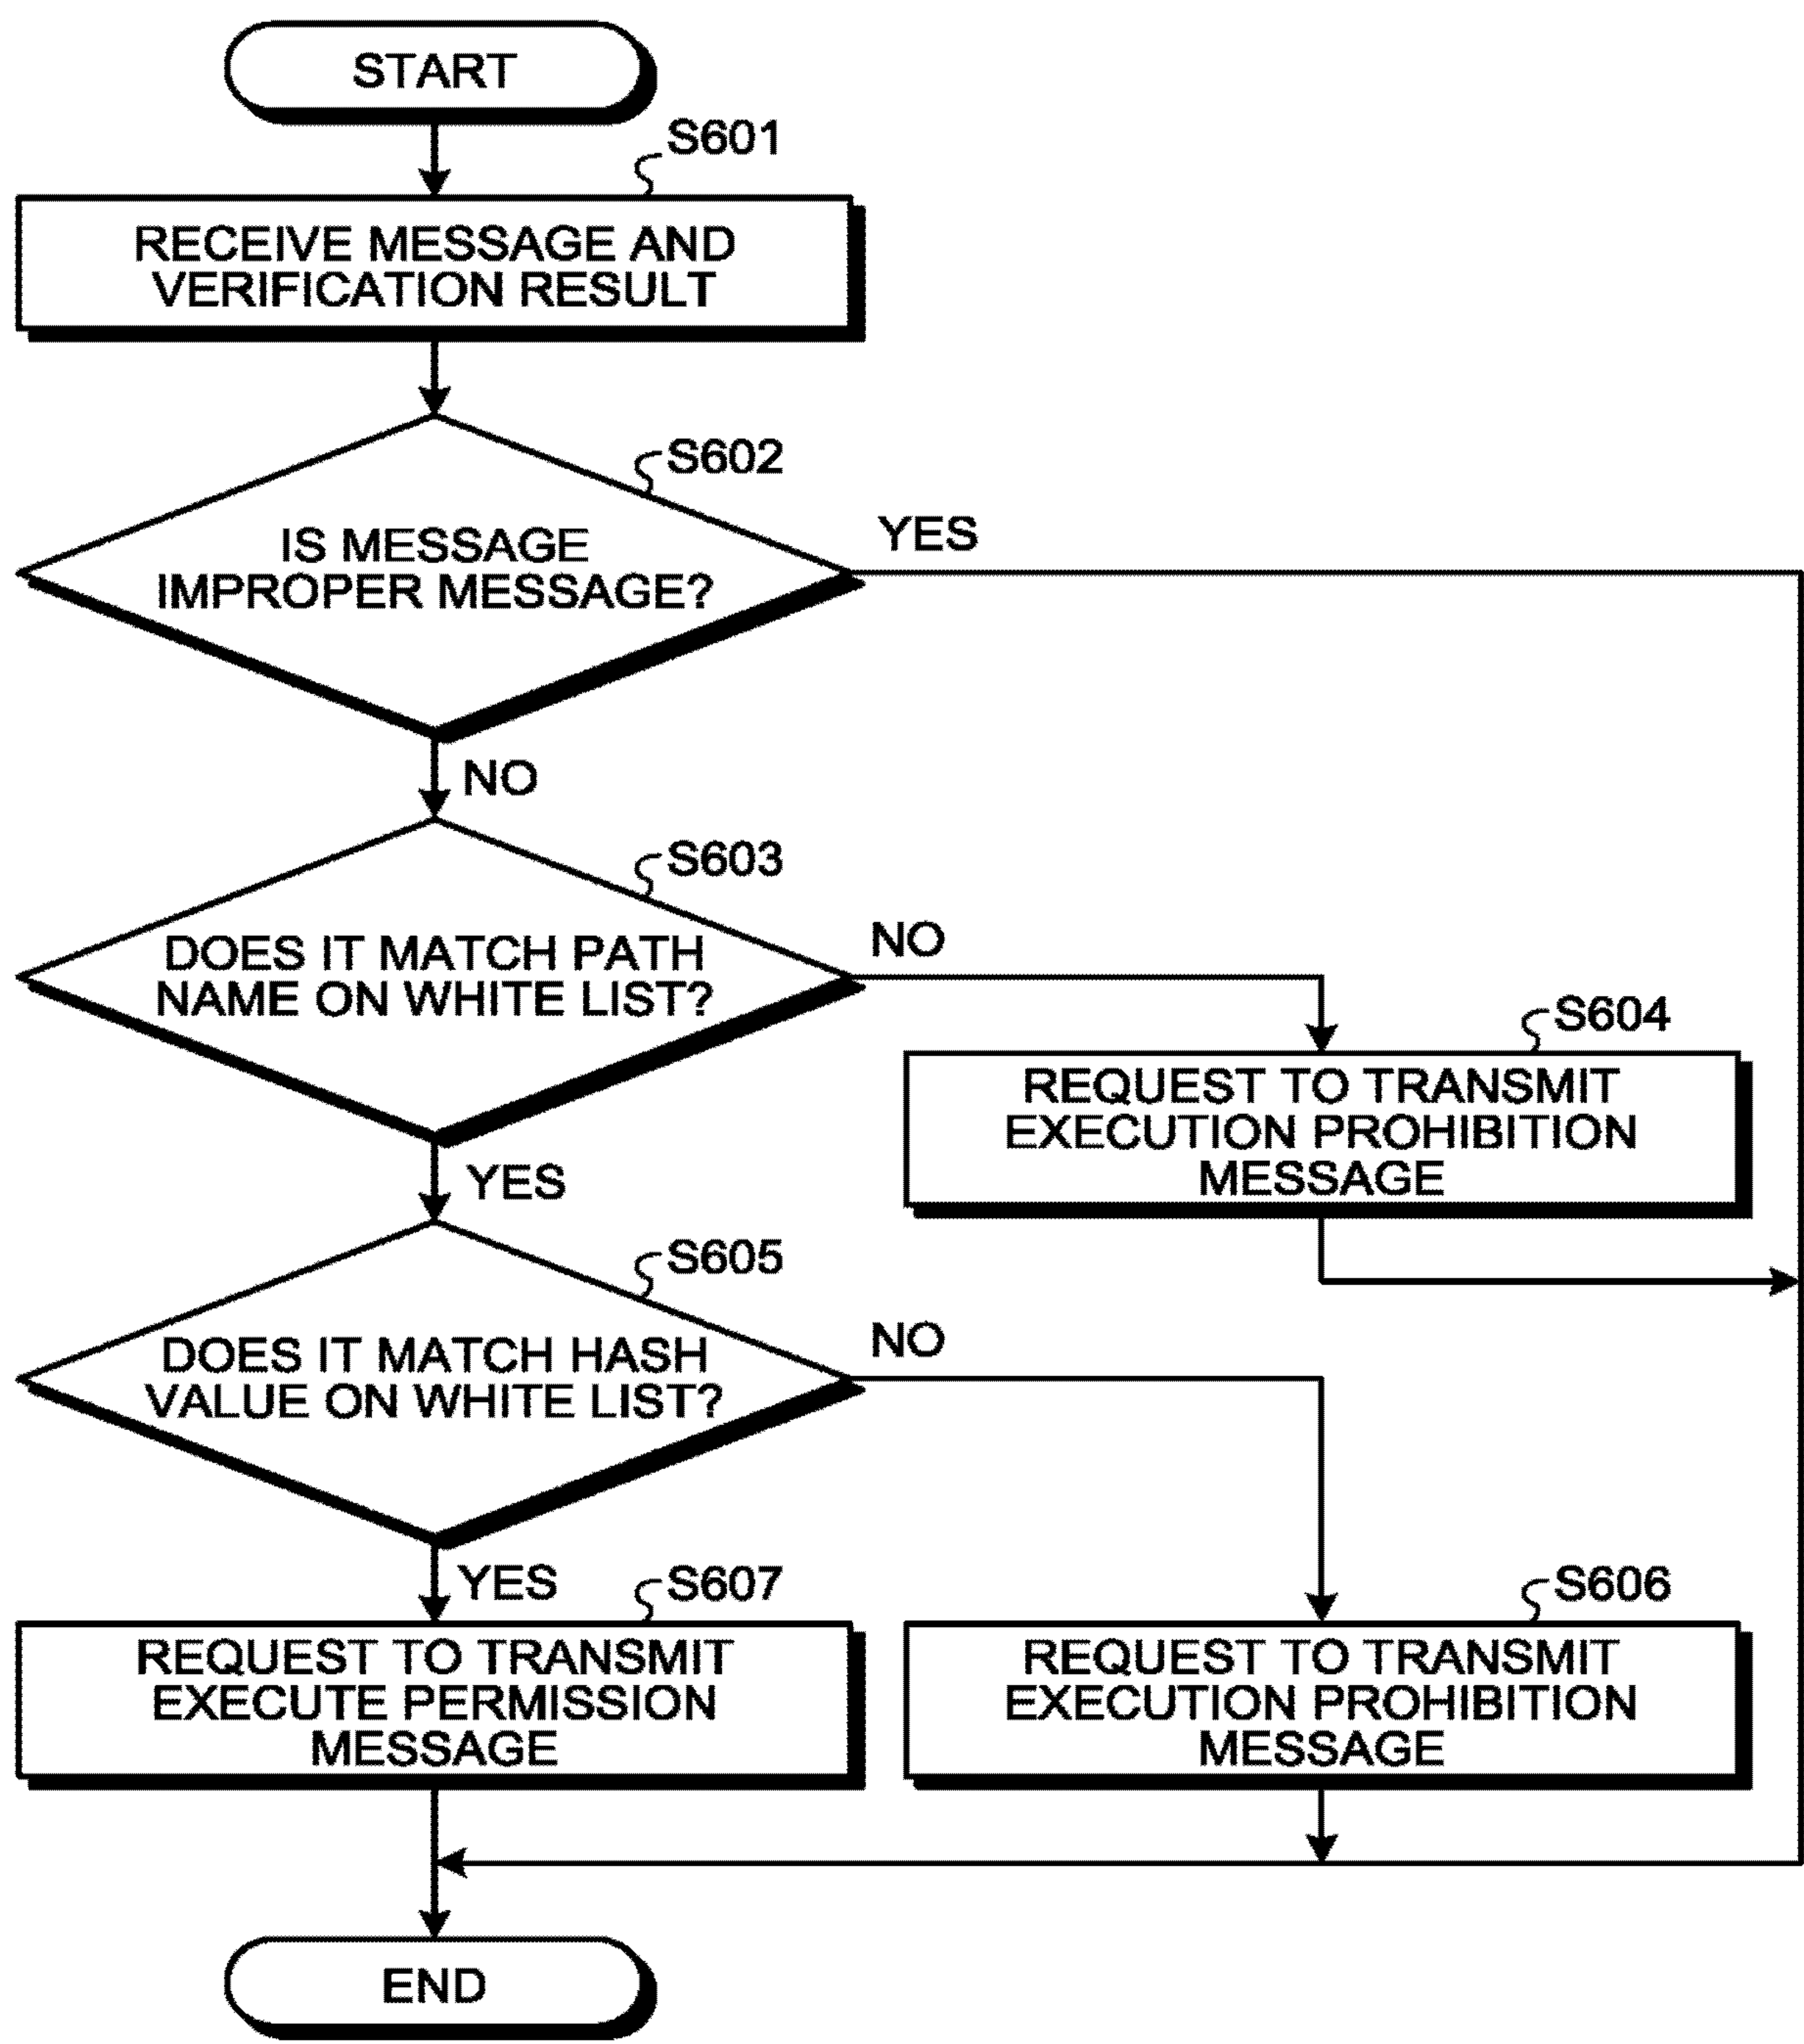 START
S601
RECEIVE MESSAGE AND
VERIFICATION RESULT
S602
IS MESSAGE
IMPROPER MESSAGE?
YES
NO
S603
DOES IT MATCH PATH
NAME ON WHITE LIST?
NO
S604
REQUEST TO TRANSMIT
EXECUTION PROHIBITION
MESSAGE
YES
S605
DOES IT MATCH HASH
VALUE ON WHITE LIST?
NO
YES
S607
REQUEST TO TRANSMIT
EXECUTE PERMISSION
MESSAGE
S606
REQUEST TO TRANSMIT
EXECUTION PROHIBITION
MESSAGE
END